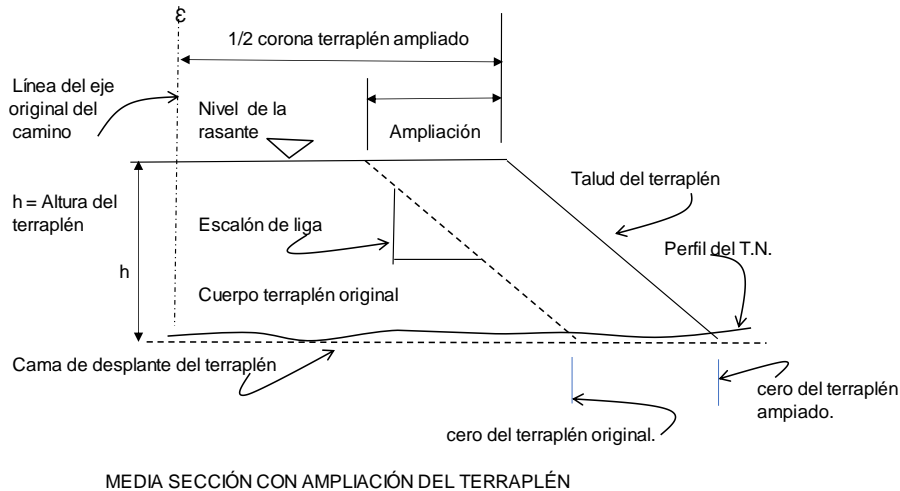 ε
1/2 corona terraplén ampliado
Línea del eje
original del
camino
Nivel de la
rasante
Ampliación
Talud del terraplén
h = Altura del
terraplén
Escalón de liga
Perfil del T.N.
h
Cuerpo terraplén original
Cama de desplante del terraplén
cero del terraplén
ampiado.
cero del terraplén original.
MEDIA SECCIÓN CON AMPLIACIÓN DEL TERRAPLÉN